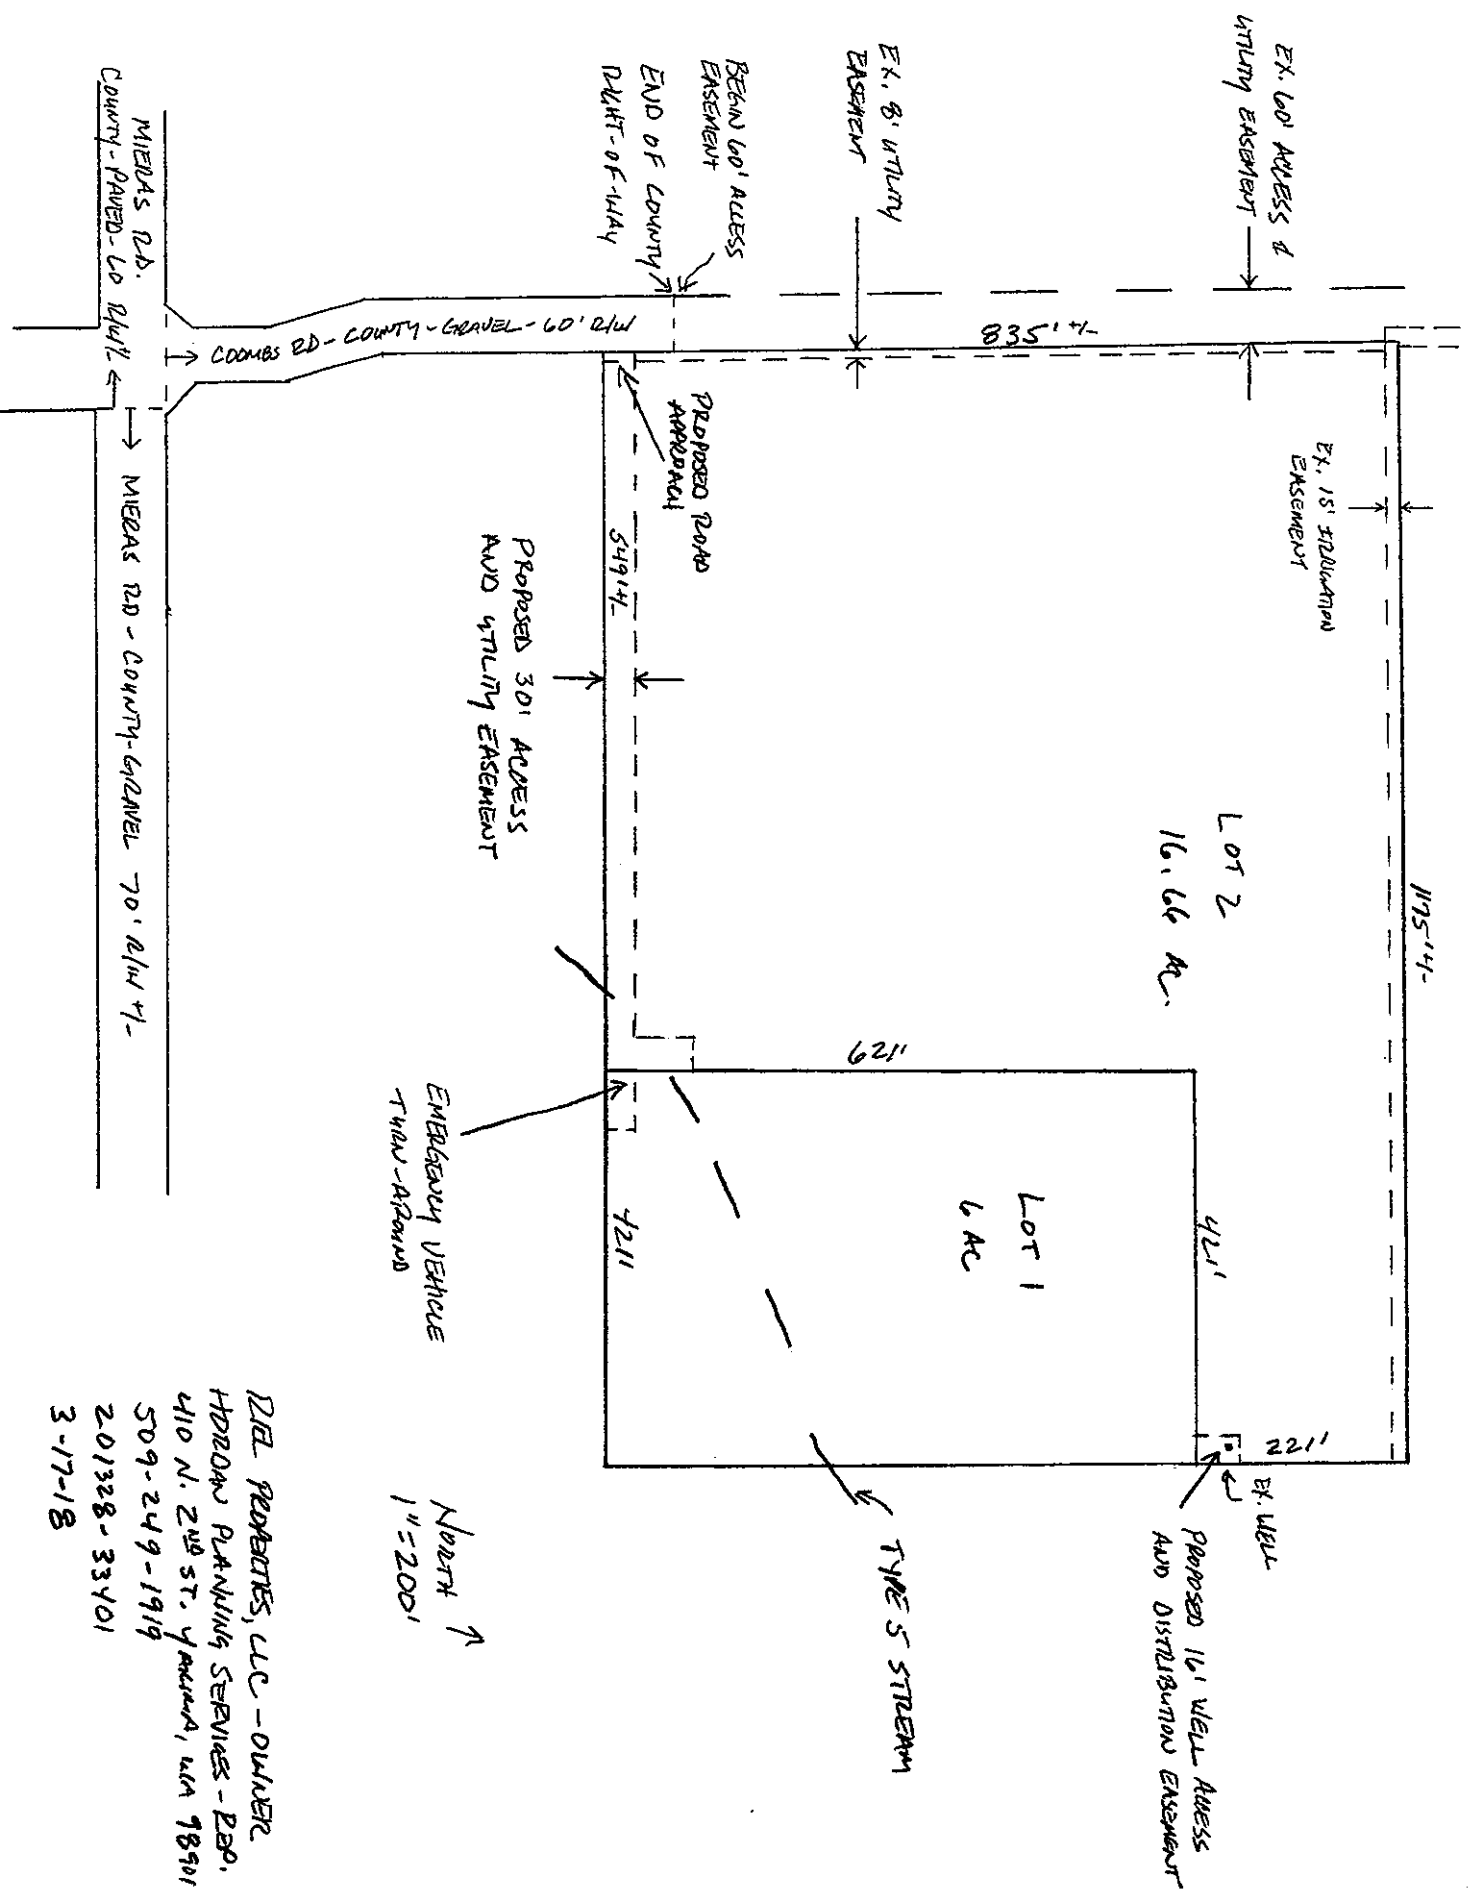 EX. 60' ACCESS &
UTILITY EASEMENT
EX. 8' UTILITY
EASEMENT
BEGIN 60' ACCESS
EASEMENT
END OF COUNTY
RIGHT-OF-WAY
MIERAS RD.
COUNTY-PAVED-60 R/W +/-
COOMBS RD-COUNTY-GRAVEL-60' R/W
835' +/-
EX. 15' IRRIGATION
EASEMENT
1175' +/-
PROPOSED ROAD
APPROACH
549' +/-
PROPOSED 30' ACCESS
AND UTILITY EASEMENT
MIERAS RD-COUNTY-GRAVEL 70' R/W +/-
LOT 2
16.66 AC.
621'
LOT 1
6 AC
421'
421'
221'
EX. WELL
PROPOSED 16' WELL ACCESS
AND DISTRIBUTION EASEMENT
TYPE 5 STREAM
EMERGENCY VEHICLE
TURN-AROUND
NORTH ↑
1"=200'
PROPERTIES, LLC - OWNER
HORDAN PLANNING SERVICES - REP.
410 N. 2ND ST. YAKIMA, WA 98901
509-249-1919
201328-33401
3-17-18